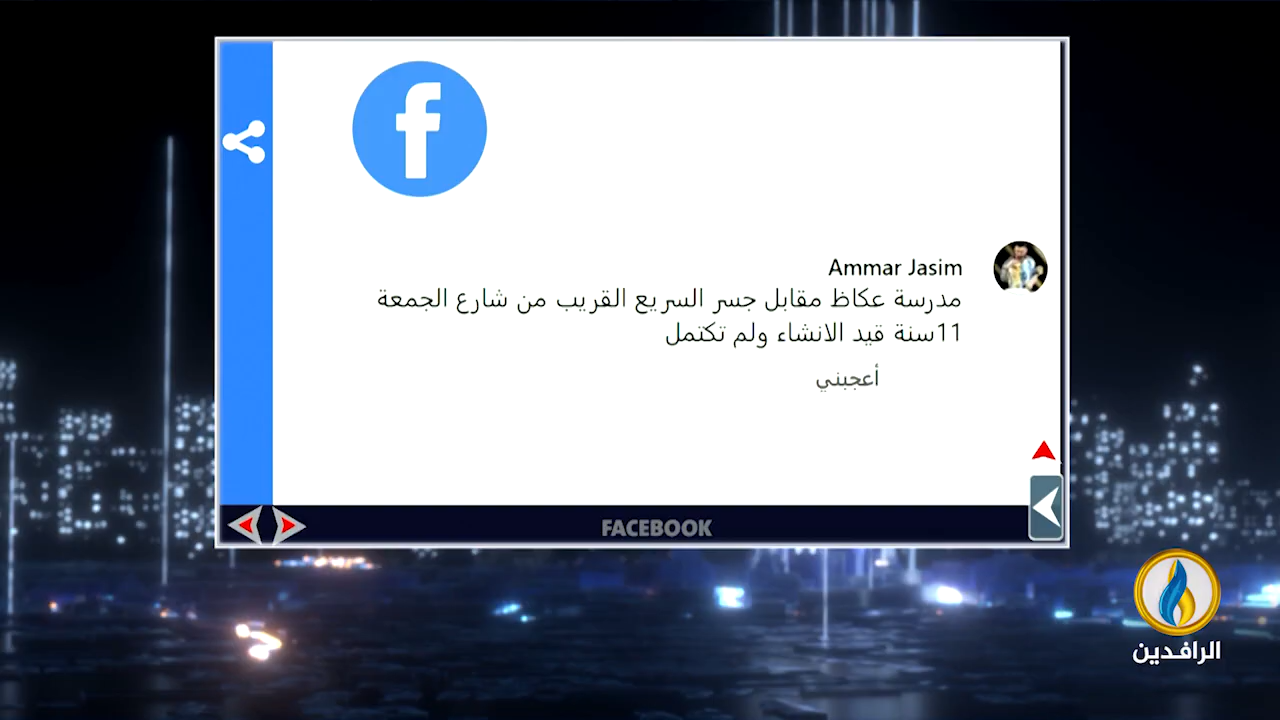 Ammar Jasim
مدرسة عكاظ مقابل جسر السريع القريب من شارع الجمعة
11سنة قيد الانشاء ولم تكتمل
أعجبني
FACEBOOK
الرافدين